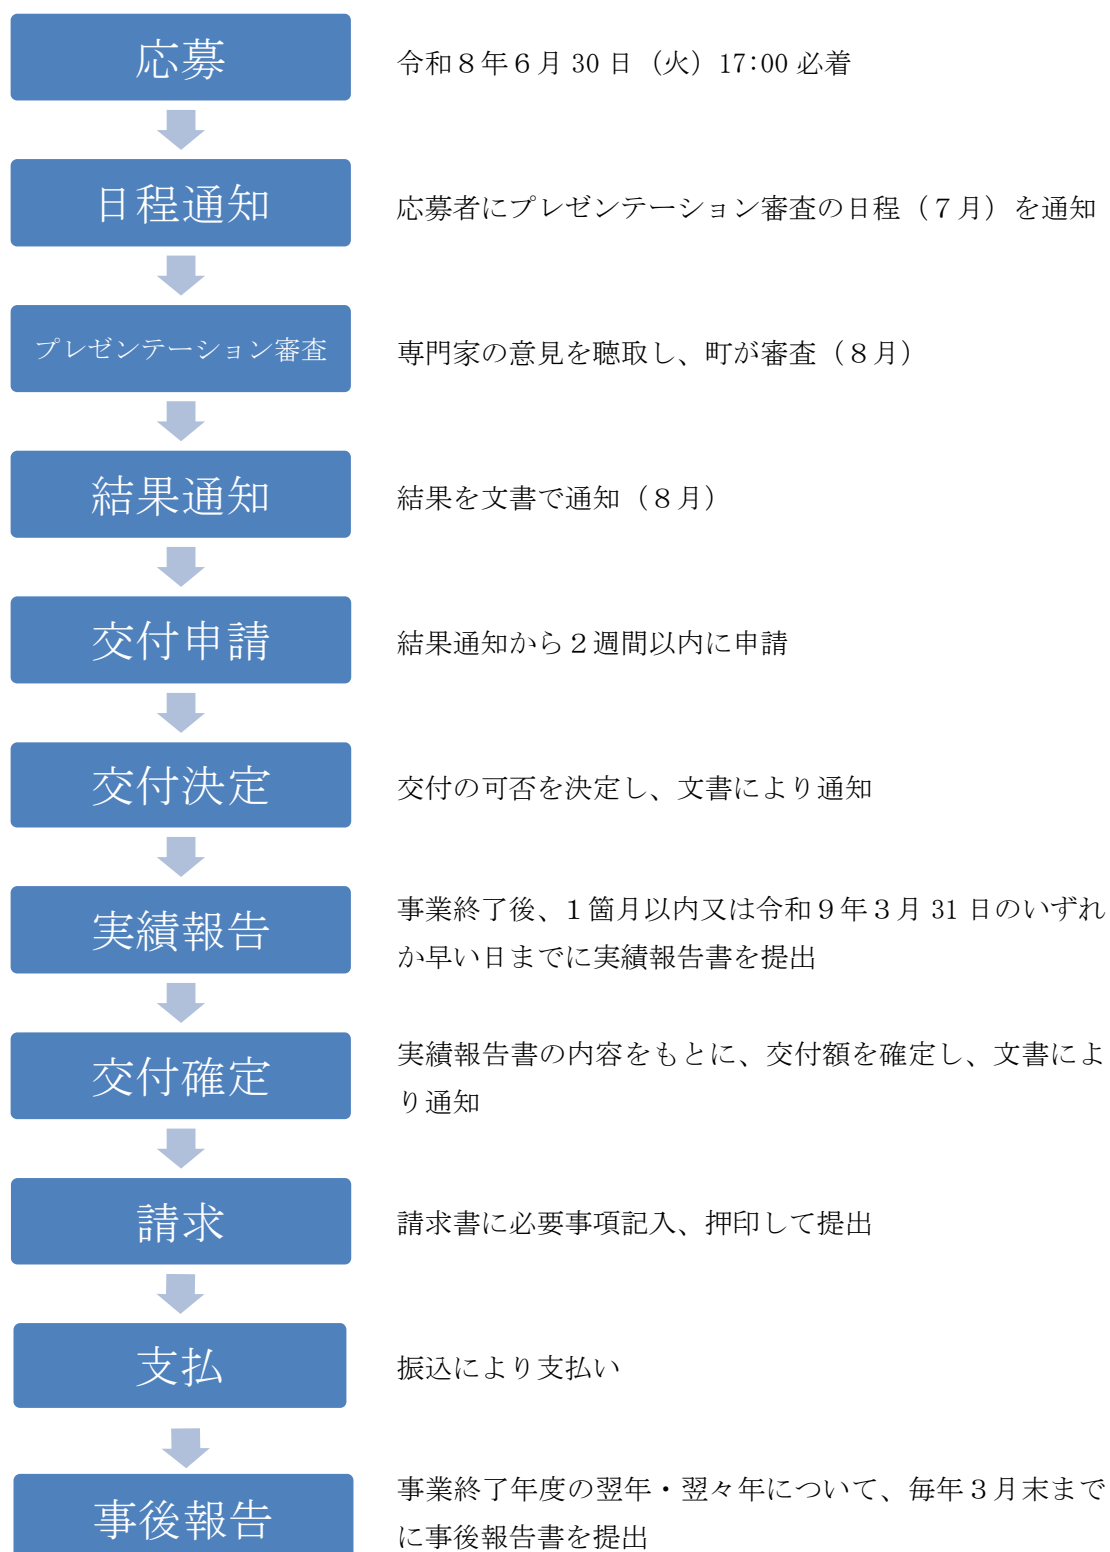 応募
令和８年６月 30 日（火）17:00 必着
日程通知
応募者にプレゼンテーション審査の日程（７月）を通知
プレゼンテーション審査
専門家の意見を聴取し、町が審査（８月）
結果通知
結果を文書で通知（８月）
交付申請
結果通知から２週間以内に申請
交付決定
交付の可否を決定し、文書により通知
実績報告
事業終了後、１箇月以内又は令和９年３月 31 日のいずれ
か早い日までに実績報告書を提出
交付確定
実績報告書の内容をもとに、交付額を確定し、文書によ
り通知
請求
請求書に必要事項記入、押印して提出
支払
振込により支払い
事後報告
事業終了年度の翌年・翌々年について、毎年３月末まで
に事後報告書を提出